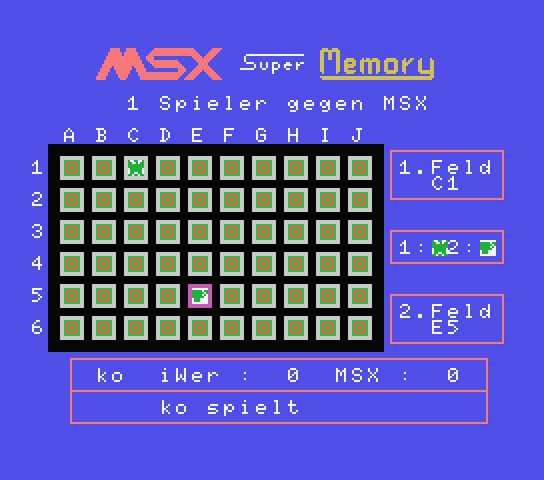 MSX Super Memory
1 Spieler gegen MSX
A B C D E F G H I J
1
2
3
4
5
6
1.Feld
C1
1: 2:
2.Feld
E5
ko iWer : 0 MSX : 0
ko spielt